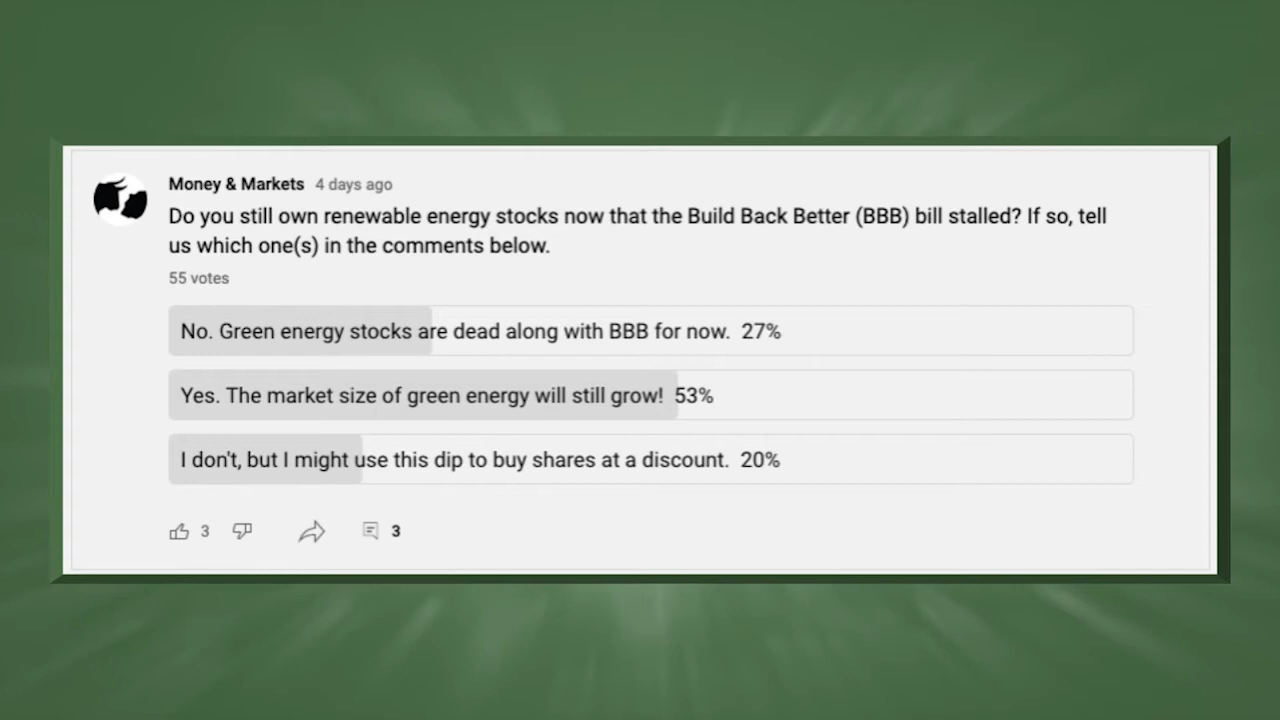 Money & Markets 4 days ago
Do you still own renewable energy stocks now that the Build Back Better (BBB) bill stalled? If so, tell
us which one(s) in the comments below.
55 votes
No. Green energy stocks are dead along with BBB for now. 27%
Yes. The market size of green energy will still grow! 53%
I don't, but I might use this dip to buy shares at a discount. 20%
3 3